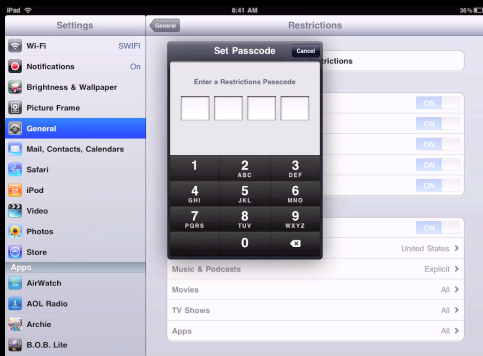 iPad 8:41 AM 36%
Settings General Restrictions
Set Passcode Cancel
Enter a Restrictions Passcode
1 2 ABC 3 DEF
4 GHI 5 JKL 6 MNO
7 PQRS 8 TUV 9 WXYZ
0
Wi-Fi SWIFI
Notifications On
Brightness & Wallpaper
Picture Frame
General
Mail, Contacts, Calendars
Safari
iPod
Video
Photos
Store
Apps
AirWatch
AOL Radio
Archie
B.O.B. Lite
trictions
ON
ON
ON
ON
ON
ON
United States
Music & Podcasts Explicit
Movies All
TV Shows All
Apps All